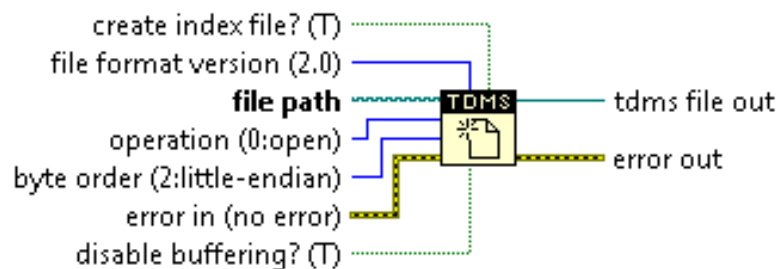 create index file? (T)
file format version (2.0)
file path
operation (0:open)
byte order (2:little-endian)
error in (no error)
disable buffering? (T)
TDMS
tdms file out
error out